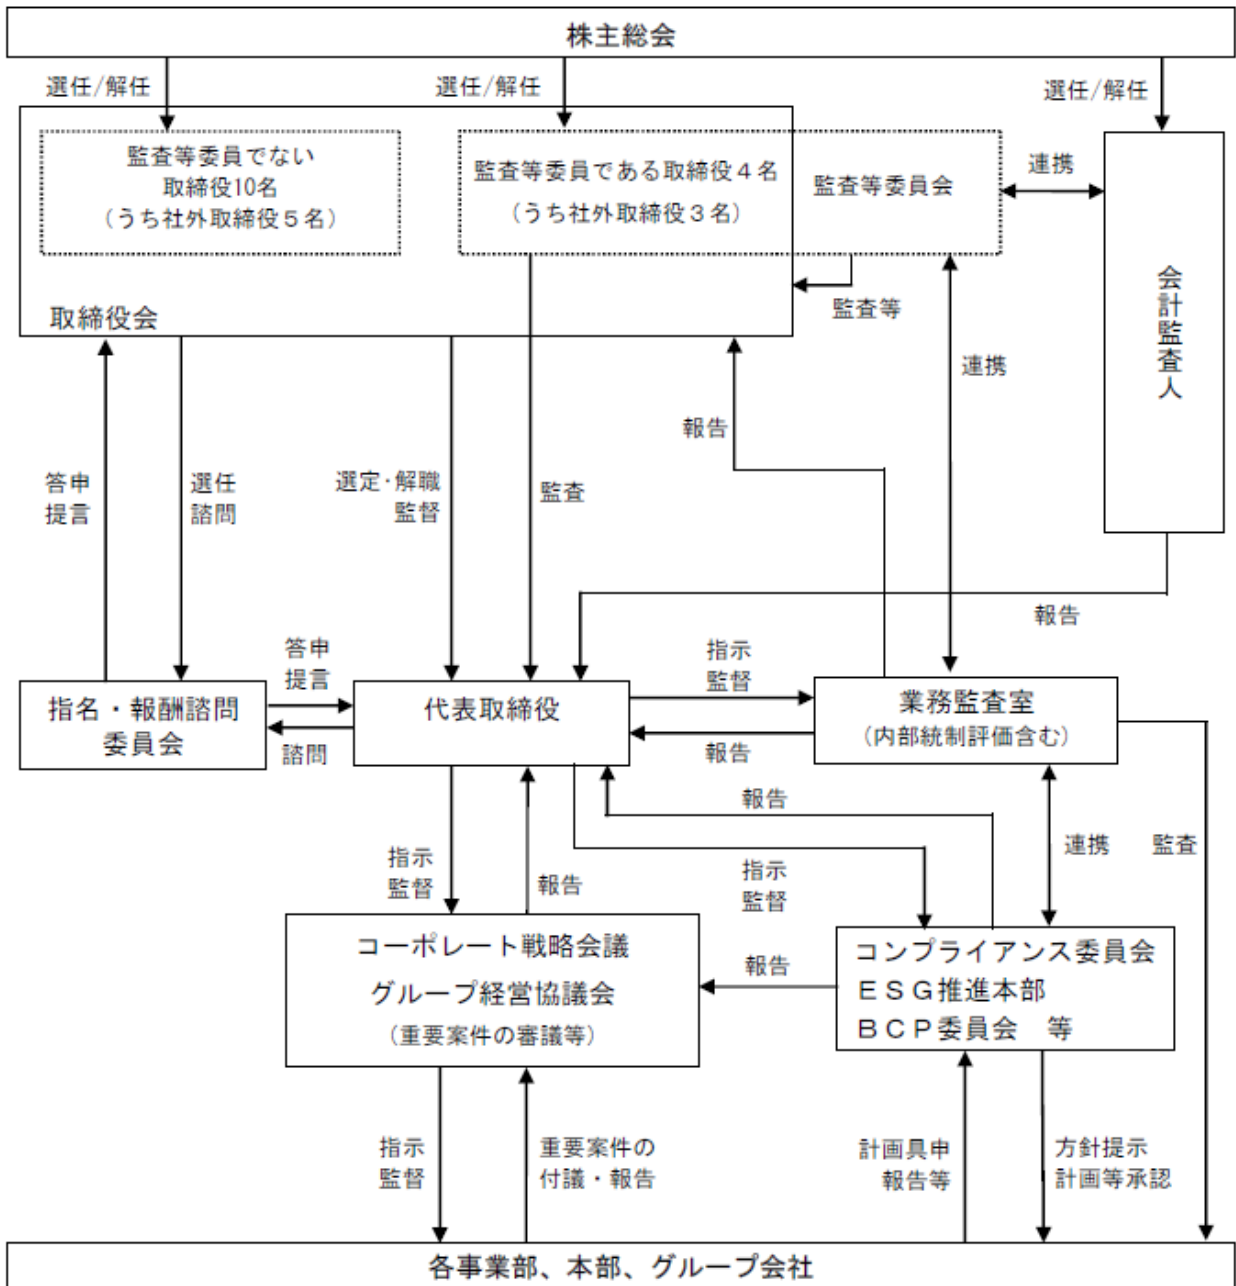 株主総会
選任/解任
選任/解任
選任/解任
監査等委員でない
取締役10名
（うち社外取締役５名）
監査等委員である取締役４名
（うち社外取締役３名）
監査等委員会
連携
会計監査人
取締役会
監査等
連携
報告
答申
提言
選任
諮問
選定・解職
監督
監査
報告
答申
提言
指示
監督
指名・報酬諮問
委員会
代表取締役
業務監査室
（内部統制評価含む）
諮問
報告
報告
指示
監督
報告
指示
監督
連携
監査
コーポレート戦略会議
グループ経営協議会
（重要案件の審議等）
報告
コンプライアンス委員会
ＥＳＧ推進本部
ＢＣＰ委員会　等
指示
監督
重要案件の
付議・報告
計画具申
報告等
方針提示
計画等承認
各事業部、本部、グループ会社